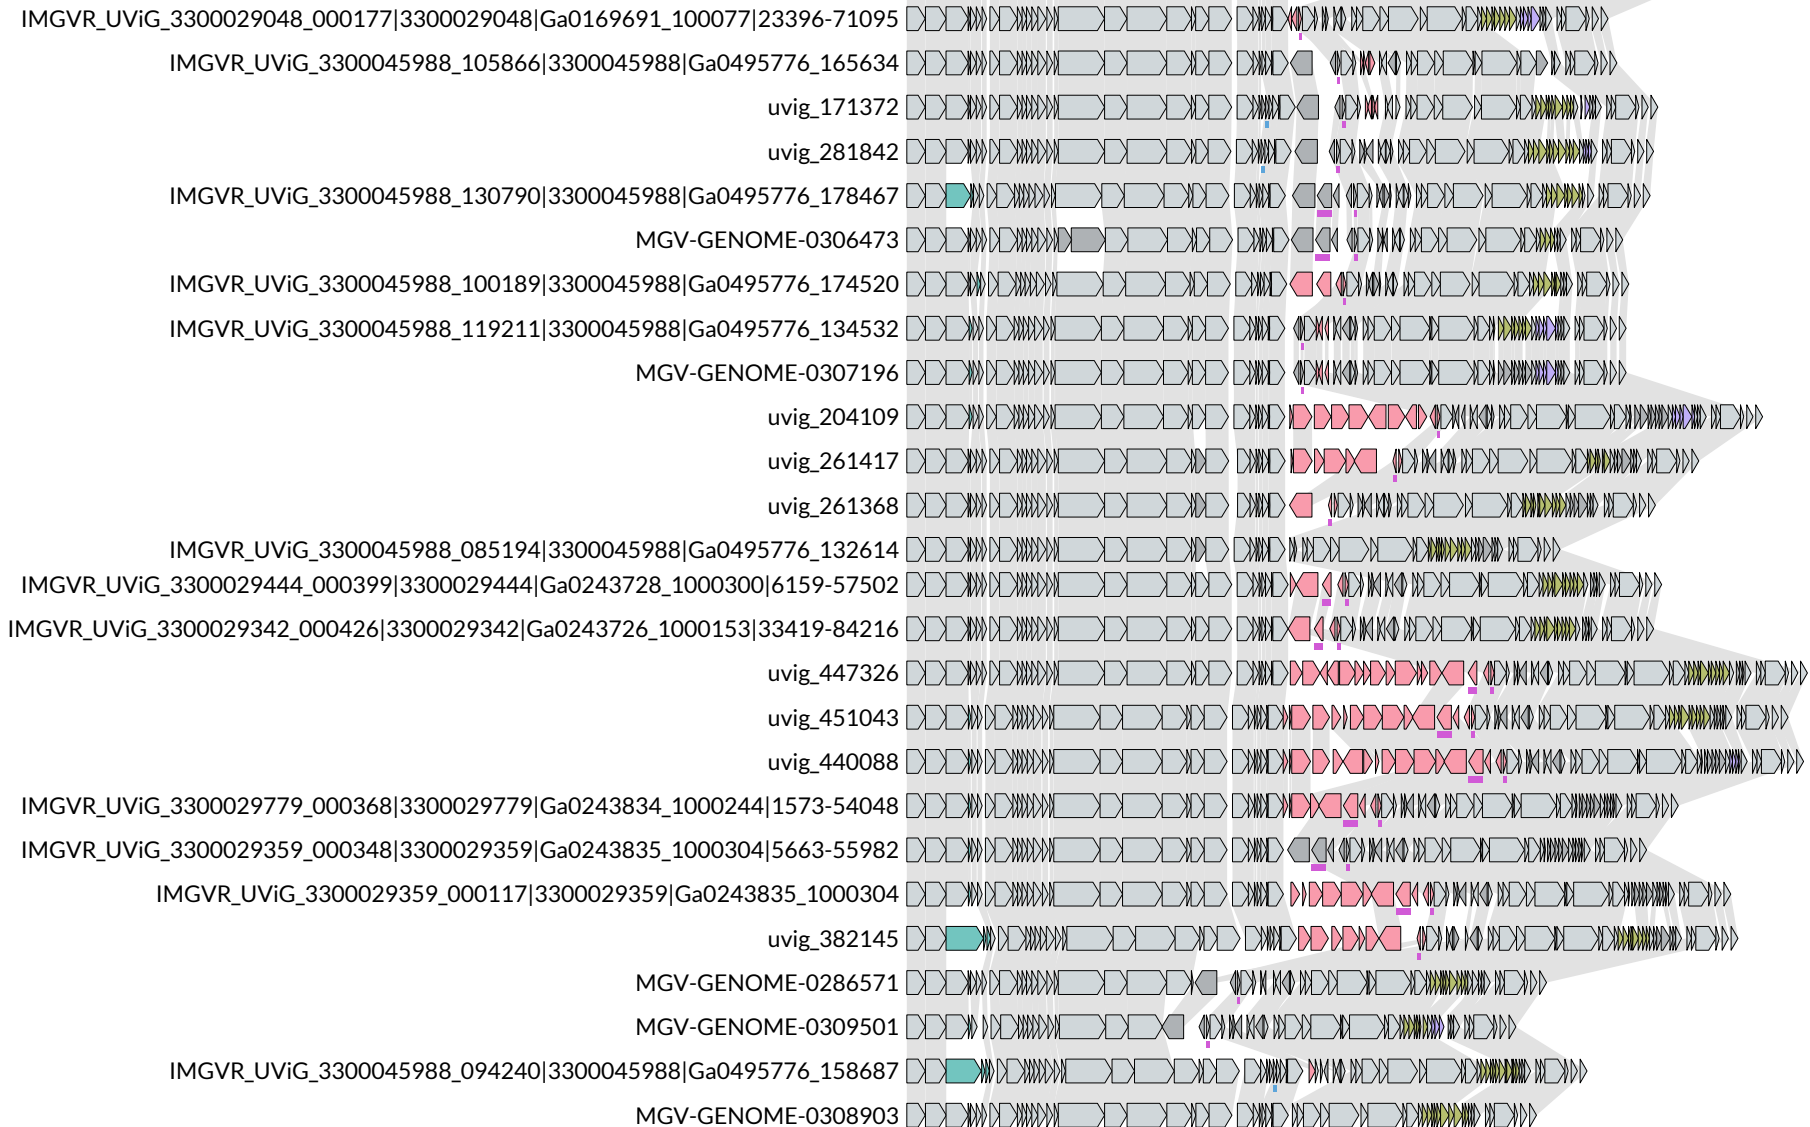 IMGVR_UViG_3300029048_000177|3300029048|Ga0169691_100077|23396-71095
IMGVR_UViG_3300045988_105866|3300045988|Ga0495776_165634
uvig_171372
uvig_281842
IMGVR_UViG_3300045988_130790|3300045988|Ga0495776_178467
MGV-GENOME-0306473
IMGVR_UViG_3300045988_100189|3300045988|Ga0495776_174520
IMGVR_UViG_3300045988_119211|3300045988|Ga0495776_134532
MGV-GENOME-0307196
uvig_204109
uvig_261417
uvig_261368
IMGVR_UViG_3300045988_085194|3300045988|Ga0495776_132614
IMGVR_UViG_3300029444_000399|3300029444|Ga0243728_1000300|6159-57502
IMGVR_UViG_3300029342_000426|3300029342|Ga0243726_1000153|33419-84216
uvig_447326
uvig_451043
uvig_440088
IMGVR_UViG_3300029779_000368|3300029779|Ga0243834_1000244|1573-54048
IMGVR_UViG_3300029359_000348|3300029359|Ga0243835_1000304|5663-55982
IMGVR_UViG_3300029359_000117|3300029359|Ga0243835_1000304
uvig_382145
MGV-GENOME-0286571
MGV-GENOME-0309501
IMGVR_UViG_3300045988_094240|3300045988|Ga0495776_158687
MGV-GENOME-0308903